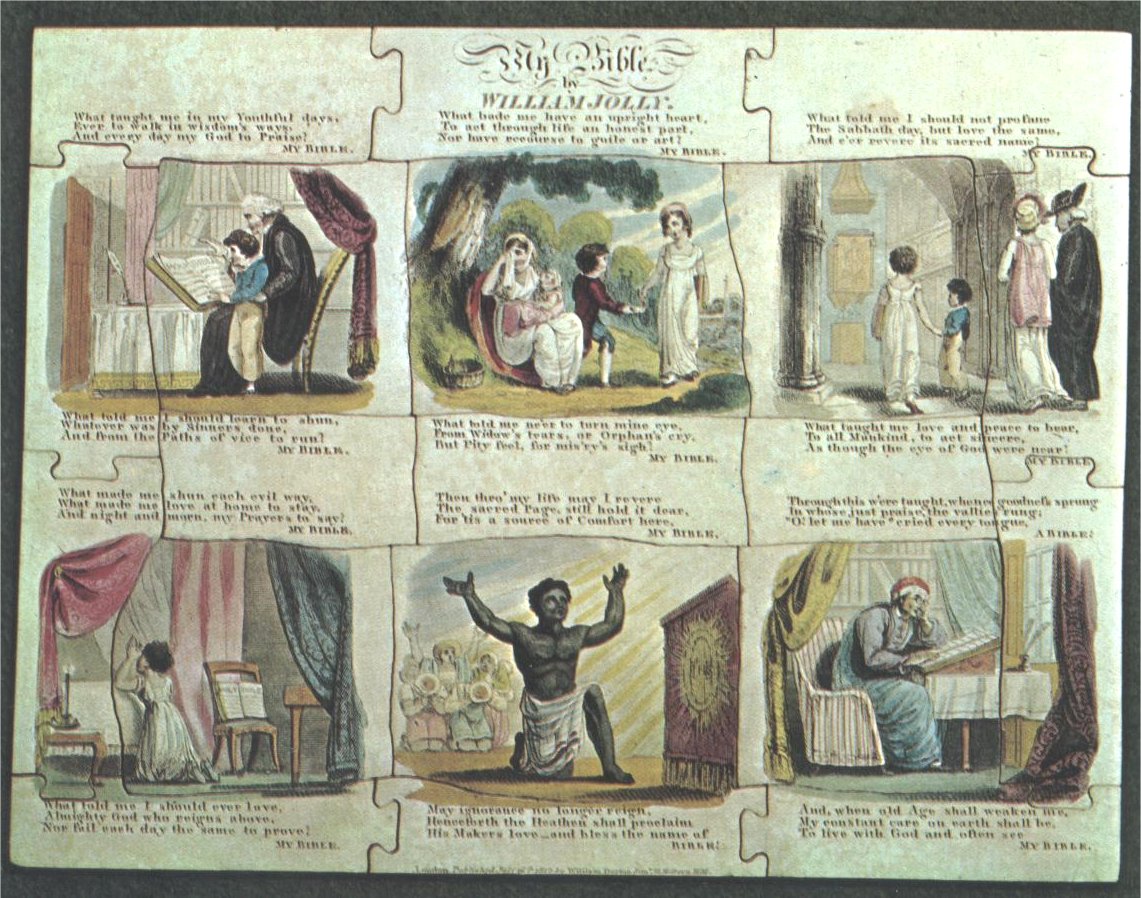 My Bible.
by
WILLIAM JOLLY.
What taught me in my Youthful days,
Ever to walk in wisdom's ways,
And every day my God to Praise?
MY BIBLE.
What bade me have an upright heart,
To act through life an honest part,
Nor have recourse to guile or art?
MY BIBLE.
What told me I should not profane
The Sabbath day, but love the same,
And e'er revere its sacred name
MY BIBLE.
What told me I should learn to shun,
Whatever was by Sinners done,
And from the Paths of vice to run?
MY BIBLE.
What told me ne'er to turn mine eye,
From Widow's tears, or Orphan's cry,
But Pity feel, for mis'ry's sigh?
MY BIBLE.
What taught me love and peace to bear,
To all Mankind, to act sincere,
As though the eye of God were near?
MY BIBLE
What made me shun each evil way,
What made me love at home to stay,
And night and morn, my Prayers to say?
MY BIBLE.
Then thro' my life may I revere
The sacred Page, still hold it dear,
For 'tis a source of Comfort here,
MY BIBLE.
Through this we're taught, whence goodness sprung
In whose just praise, the vallies rung;
"O! let me have" cried every tongue,
A BIBLE!
HOLY BIBLE
What told me I should ever love,
Almighty God who reigns above,
Nor fail each day the same to prove?
MY BIBLE.
May ignorance no longer reign,
Henceforth the Heathen shall proclaim
His Makers love_and bless the name of
BIBLE!
And, when old Age shall weaken me,
My constant care on earth shall be,
To live with God and often see
MY BIBLE.
London, Published by William Darton